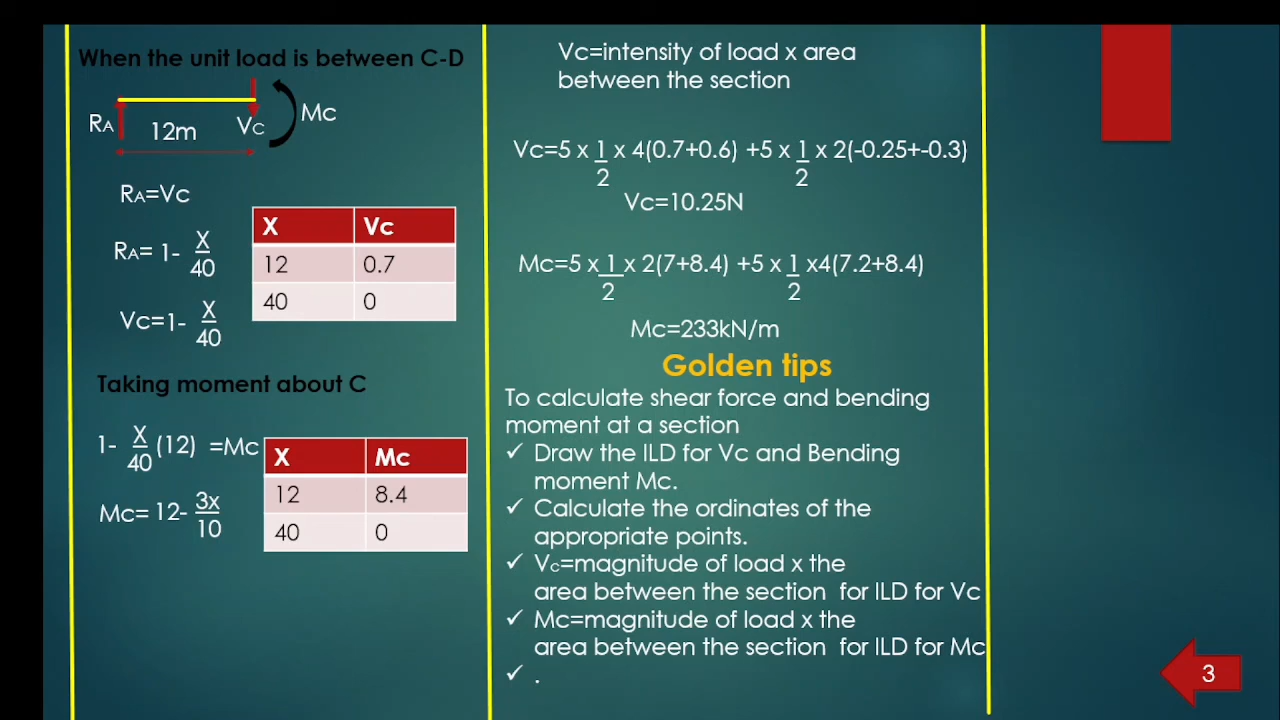 When the unit load is between C-D
RA
12m
VC
Mc
RA=Vc
RA= 1- X/40
Vc=1- X/40
X Vc
12 0.7
40 0
Taking moment about C
1- X/40 (12) =Mc
Mc= 12- 3x/10
X Mc
12 8.4
40 0
Vc=intensity of load x area
between the section
Vc=5 x 1/2 x 4(0.7+0.6) +5 x 1/2 x 2(-0.25+-0.3)
Vc=10.25N
Mc=5 x 1/2 x 2(7+8.4) +5 x 1/2 x4(7.2+8.4)
Mc=233kN/m
Golden tips
To calculate shear force and bending
moment at a section
✓ Draw the ILD for Vc and Bending
moment Mc.
✓ Calculate the ordinates of the
appropriate points.
✓ Vc=magnitude of load x the
area between the section for ILD for Vc
✓ Mc=magnitude of load x the
area between the section for ILD for Mc
✓ .
3